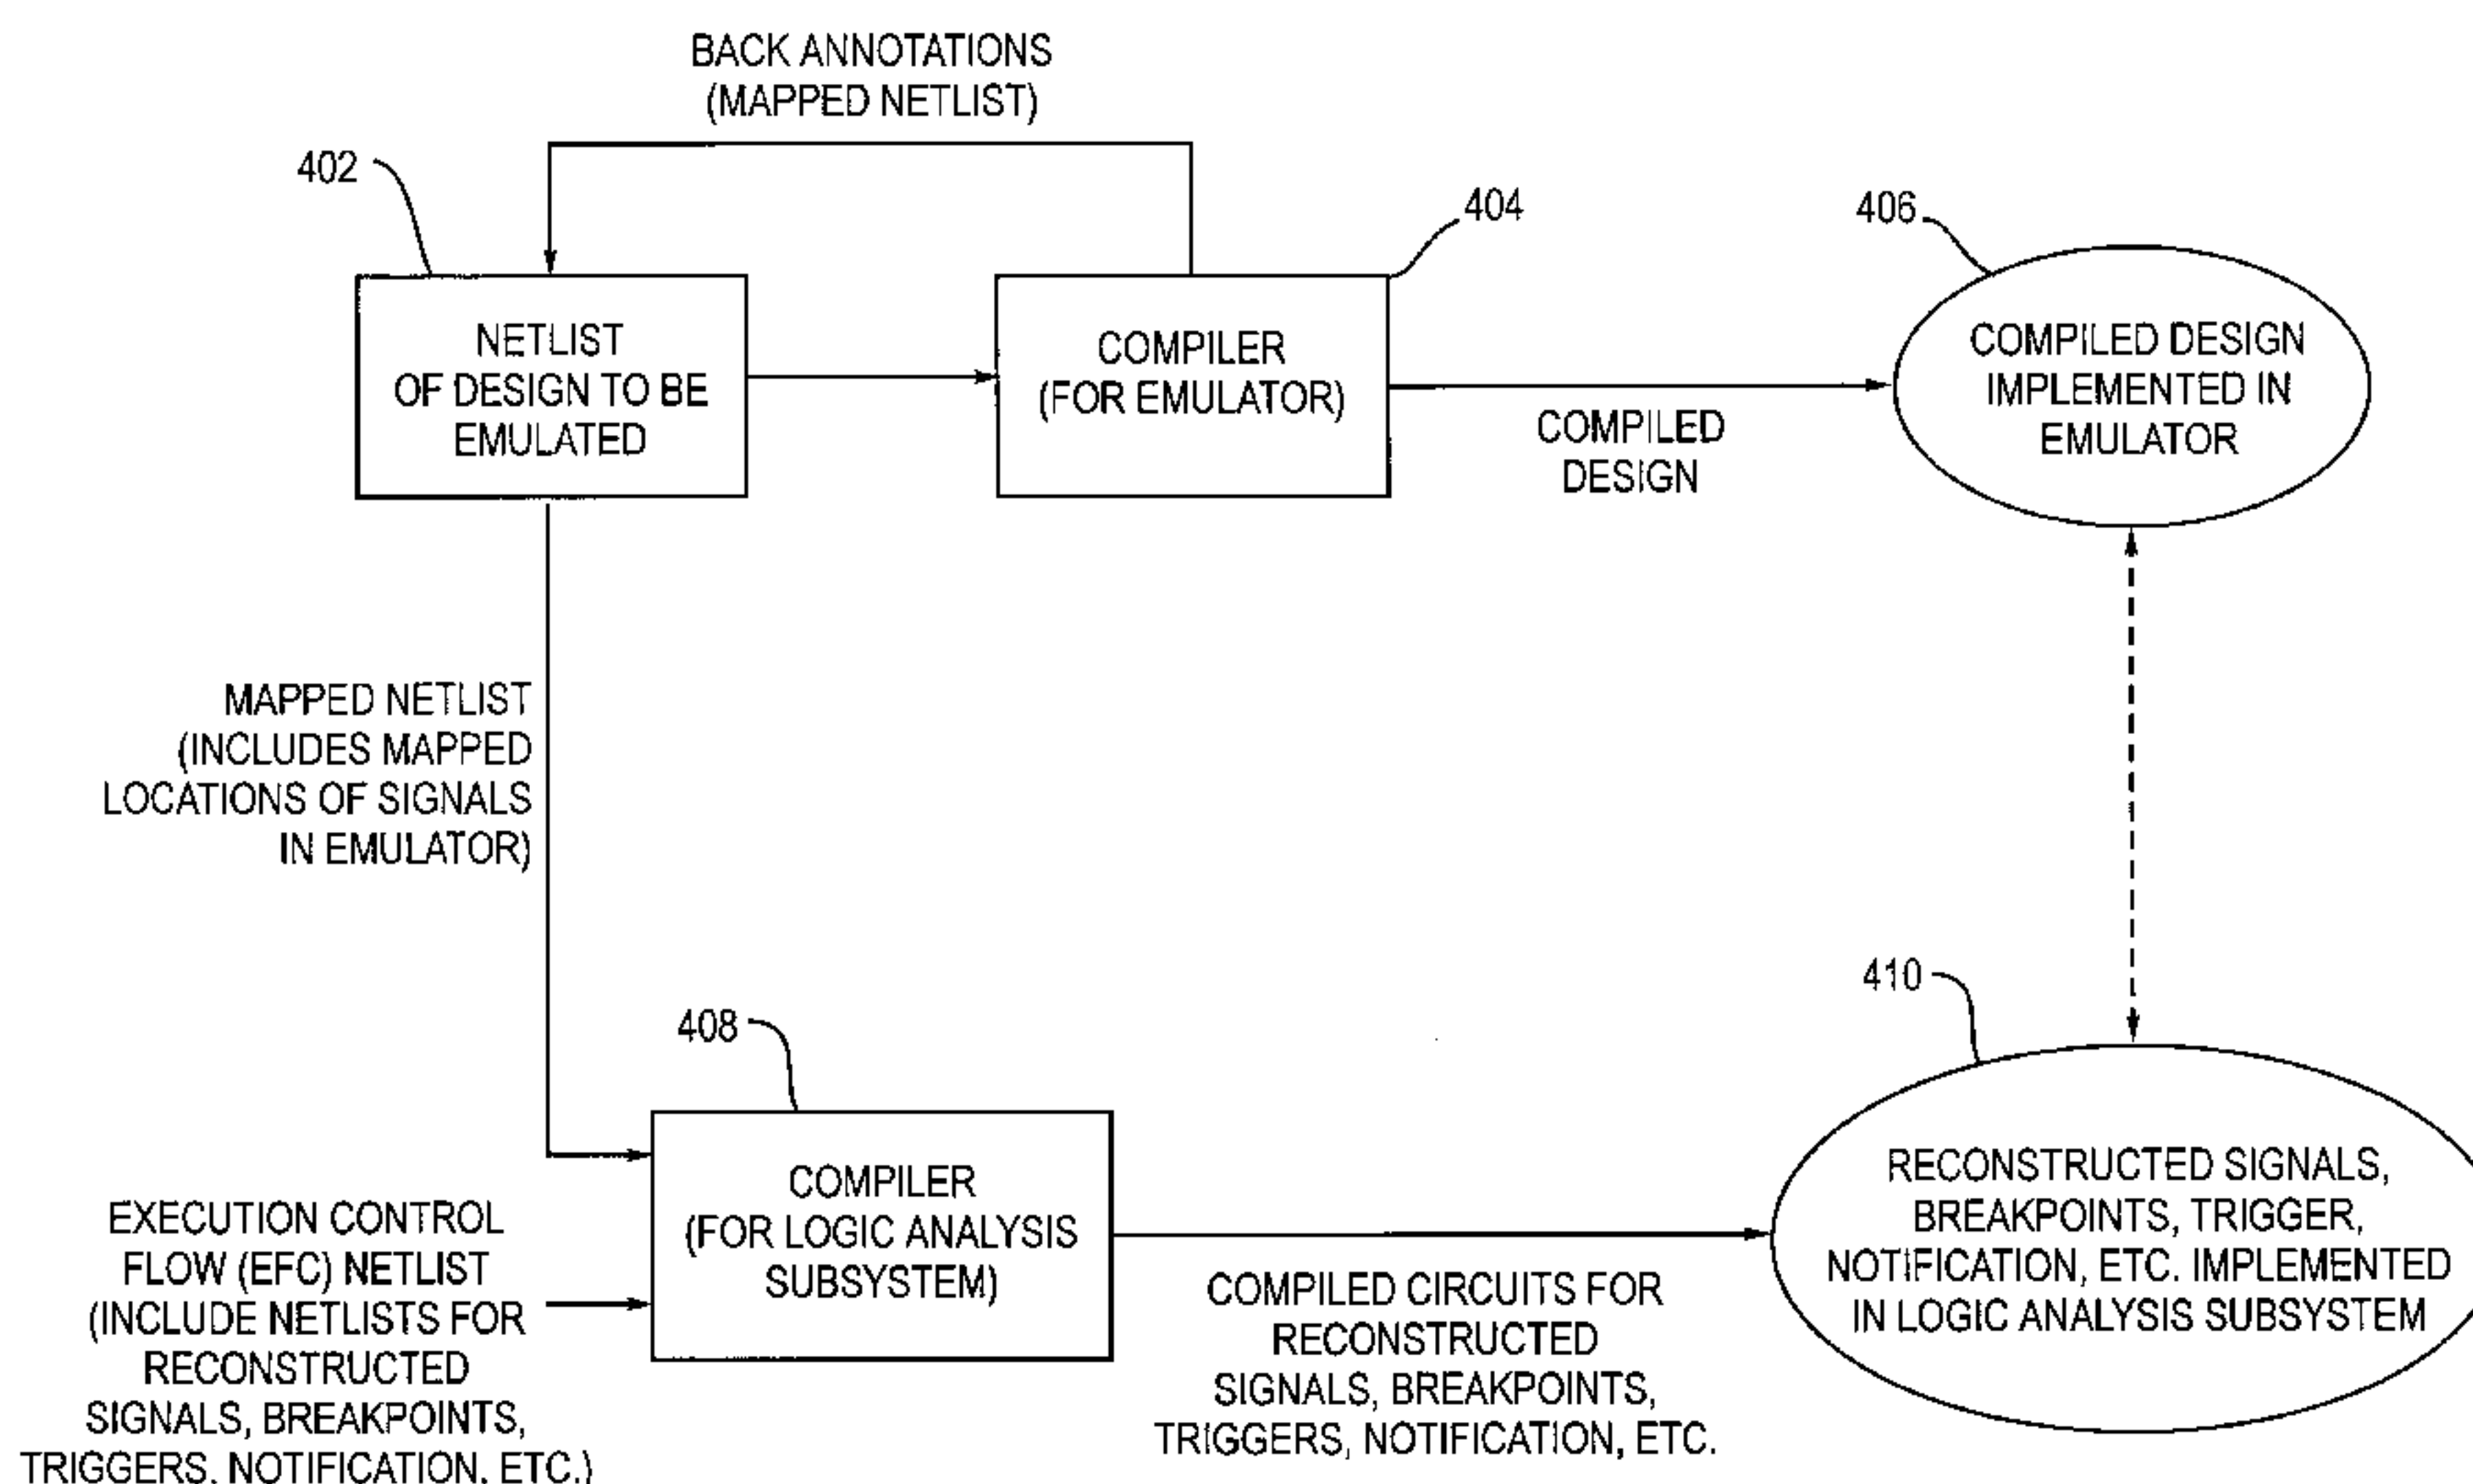 BACK ANNOTATIONS
(MAPPED NETLIST)
402
404
406
NETLIST
OF DESIGN TO BE
EMULATED
COMPILER
(FOR EMULATOR)
COMPILED
DESIGN
COMPILED DESIGN
IMPLEMENTED IN
EMULATOR
MAPPED NETLIST
(INCLUDES MAPPED
LOCATIONS OF SIGNALS
IN EMULATOR)
408
410
EXECUTION CONTROL
FLOW (EFC) NETLIST
(INCLUDE NETLISTS FOR
RECONSTRUCTED
SIGNALS, BREAKPOINTS,
TRIGGERS, NOTIFICATION, ETC.)
COMPILER
(FOR LOGIC ANALYSIS
SUBSYSTEM)
COMPILED CIRCUITS FOR
RECONSTRUCTED
SIGNALS, BREAKPOINTS,
TRIGGERS, NOTIFICATION, ETC.
RECONSTRUCTED SIGNALS,
BREAKPOINTS, TRIGGER,
NOTIFICATION, ETC. IMPLEMENTED
IN LOGIC ANALYSIS SUBSYSTEM